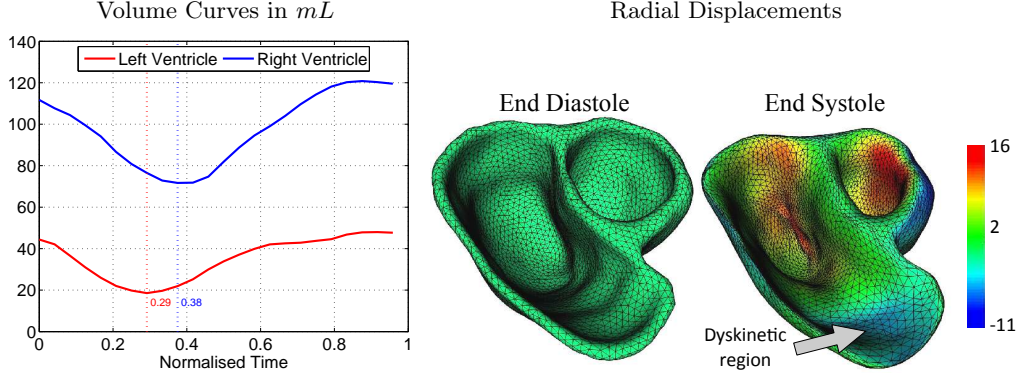 Volume Curves in mL
Radial Displacements
140
120
100
80
60
40
20
0
Left Ventricle
Right Ventricle
0.29
0.38
0
0.2
0.4
0.6
0.8
1
Normalised Time
End Diastole
End Systole
16
2
-11
Dyskinetic
region